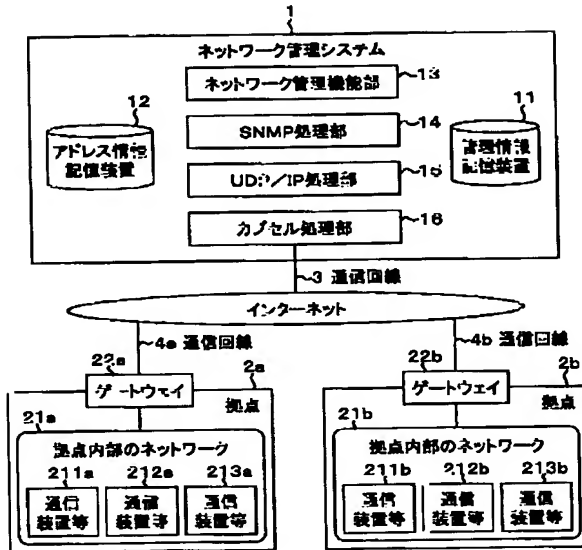 1
ネットワーク管理システム
ネットワーク管理機能部
13
12
11
アドレス情報
記憶装置
SNMP処理部
14
管理情報
記憶装置
UDP/IP処理部
15
カプセル処理部
16
3 通信回線
インターネット
4a 通信回線
4b 通信回線
22a
2a
22b
2b
ゲートウェイ
拠点
ゲートウェイ
拠点
21a
21b
拠点内部のネットワーク
拠点内部のネットワーク
211a
212a
213a
211b
212b
213b
通信
装置等
通信
装置等
通信
装置等
通信
装置等
通信
装置等
通信
装置等